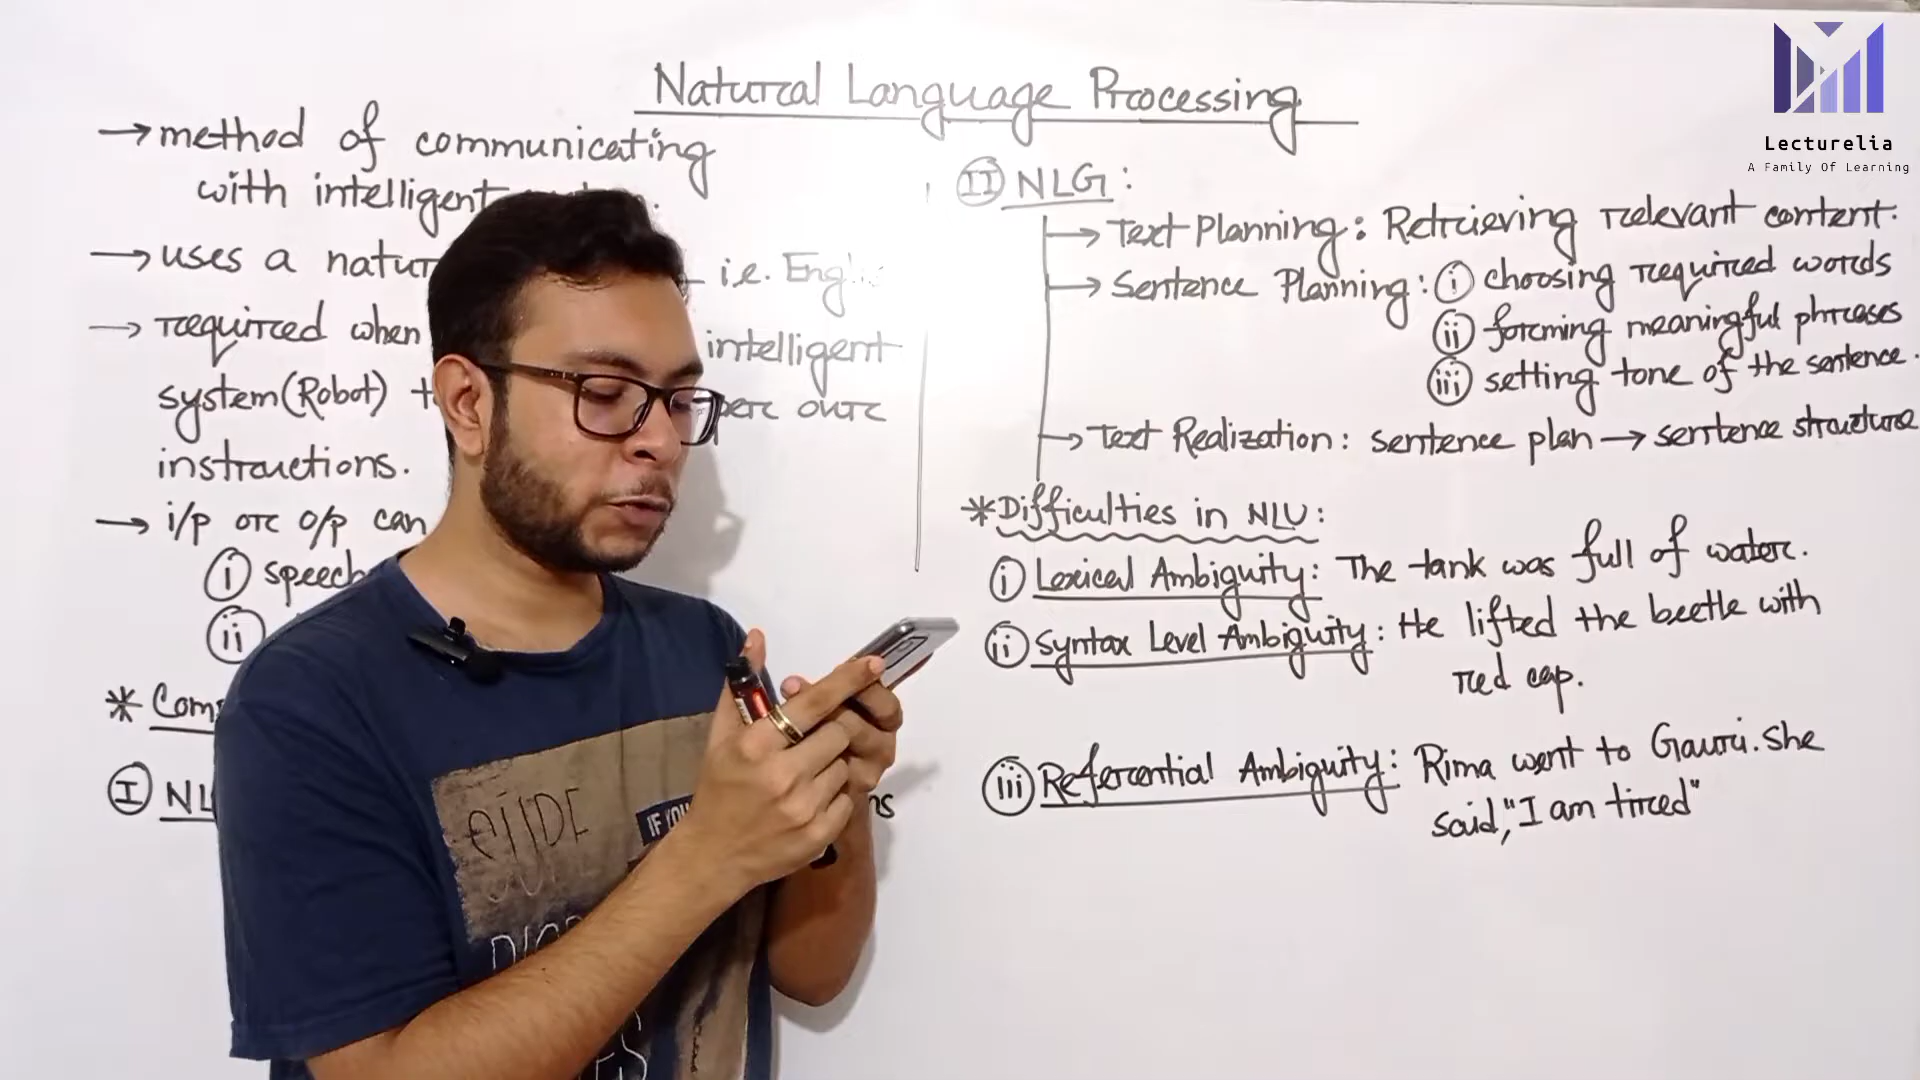 Natural Language Processing
→ method of communicating
with intelligent
→ uses a i.e.
→ required when intelligent
system(Robot) our
instructions.
→ i/p or o/p can
(i) speech
(ii)
*
(I)
(II) NLG:
→ Text Planning: Retrieving relevant content.
→ Sentence Planning: (i) choosing required words
(ii) forming meaningful phrases
(iii) setting tone of the sentence.
→ Text Realization: sentence plan → sentence structure
*Difficulties in NLU:
(i) Lexical Ambiguity: The tank was full of water.
(ii) Syntax Level Ambiguity: He lifted the beetle with
red cap.
(iii) Referential Ambiguity: Rima went to Gauri. She
said, "I am tired"
Lecturelia
A Family Of Learning
IF YOU